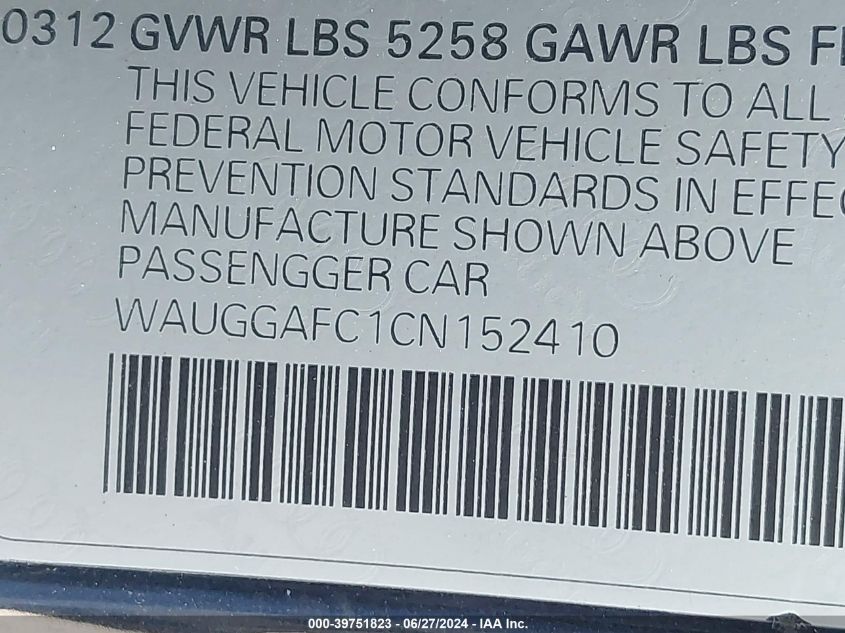 0312 GVWR LBS 5258 GAWR LBS
THIS VEHICLE CONFORMS TO ALL
FEDERAL MOTOR VEHICLE SAFETY
PREVENTION STANDARDS IN
MANUFACTURE SHOWN ABOVE
PASSENGGER CAR
WAUGGAFC1CN152410
000-39751823 - 06/27/2024 - IAA Inc.